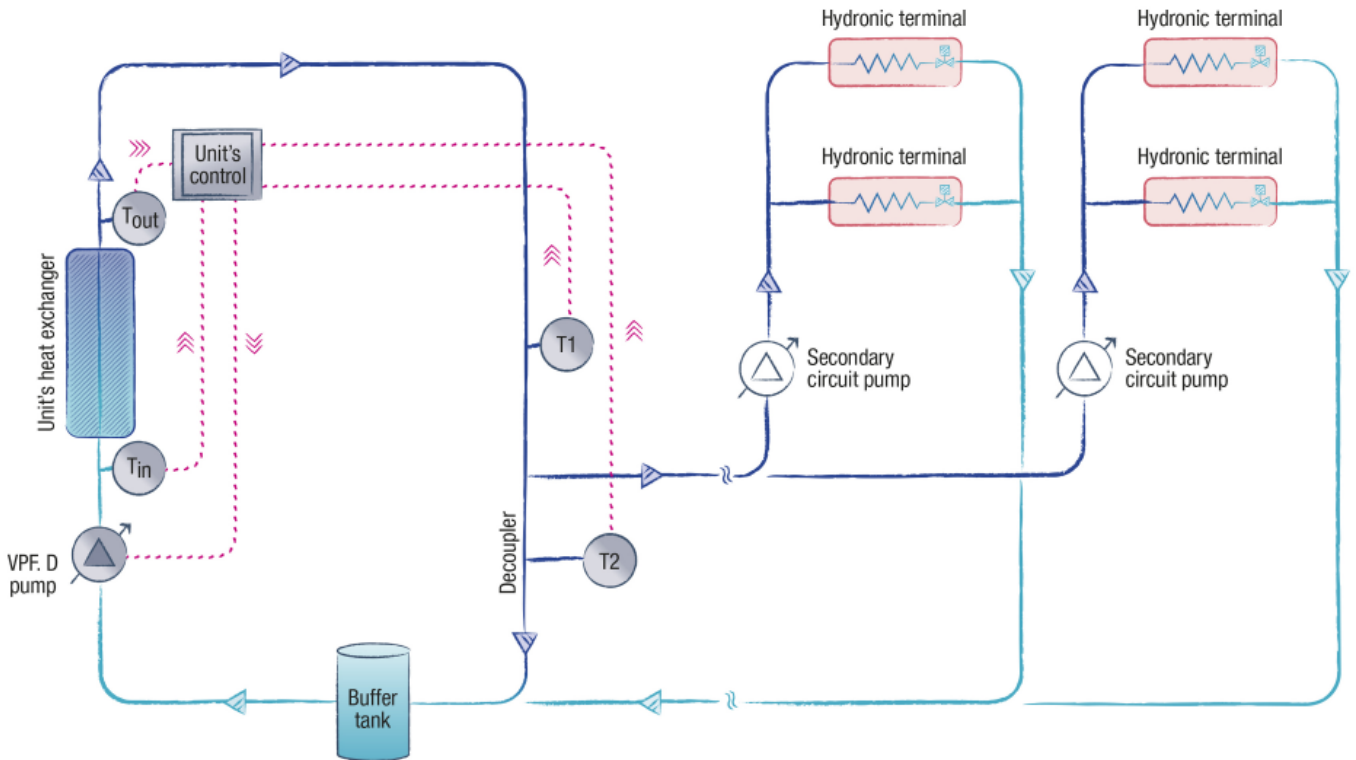 Hydronic terminal
Hydronic terminal
Unit's
control
Hydronic terminal
Hydronic terminal
Tout
Unit's heat exchanger
T1
Secondary
circuit pump
Secondary
circuit pump
Tin
VPF. D
pump
Decoupler
T2
Buffer
tank